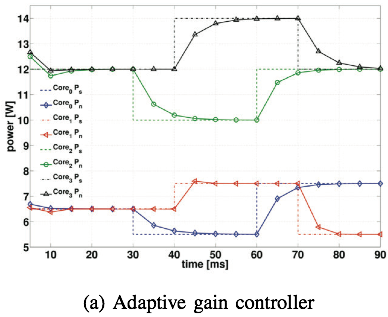 14
13
12
11
10
9
8
7
6
5
power [W]
Core₀ Pₛ
Core₀ Pₙ
Core₁ Pₛ
Core₁ Pₙ
Core₂ Pₛ
Core₂ Pₙ
Core₃ Pₛ
Core₃ Pₙ
10 20 30 40 50 60 70 80 90
time [ms]
(a) Adaptive gain controller